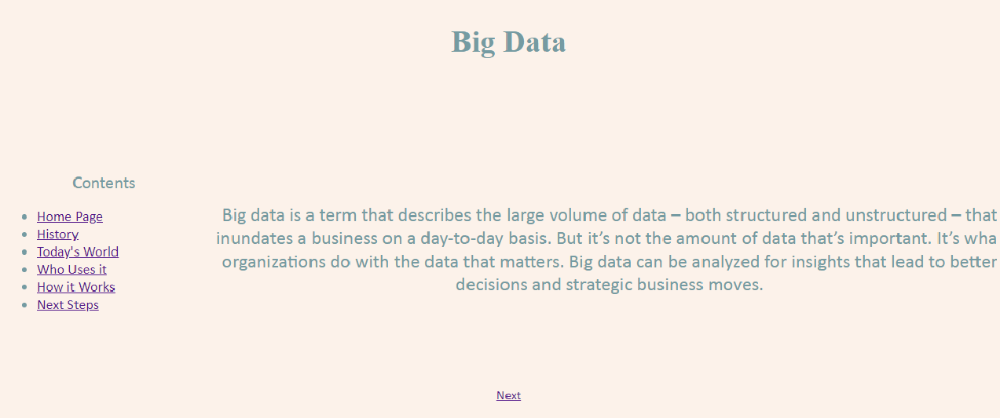 Big Data
Contents
Home Page
History
Today's World
Who Uses it
How it Works
Next Steps
Big data is a term that describes the large volume of data – both structured and unstructured – that
inundates a business on a day-to-day basis. But it’s not the amount of data that’s important. It’s wha
organizations do with the data that matters. Big data can be analyzed for insights that lead to better
decisions and strategic business moves.
Next